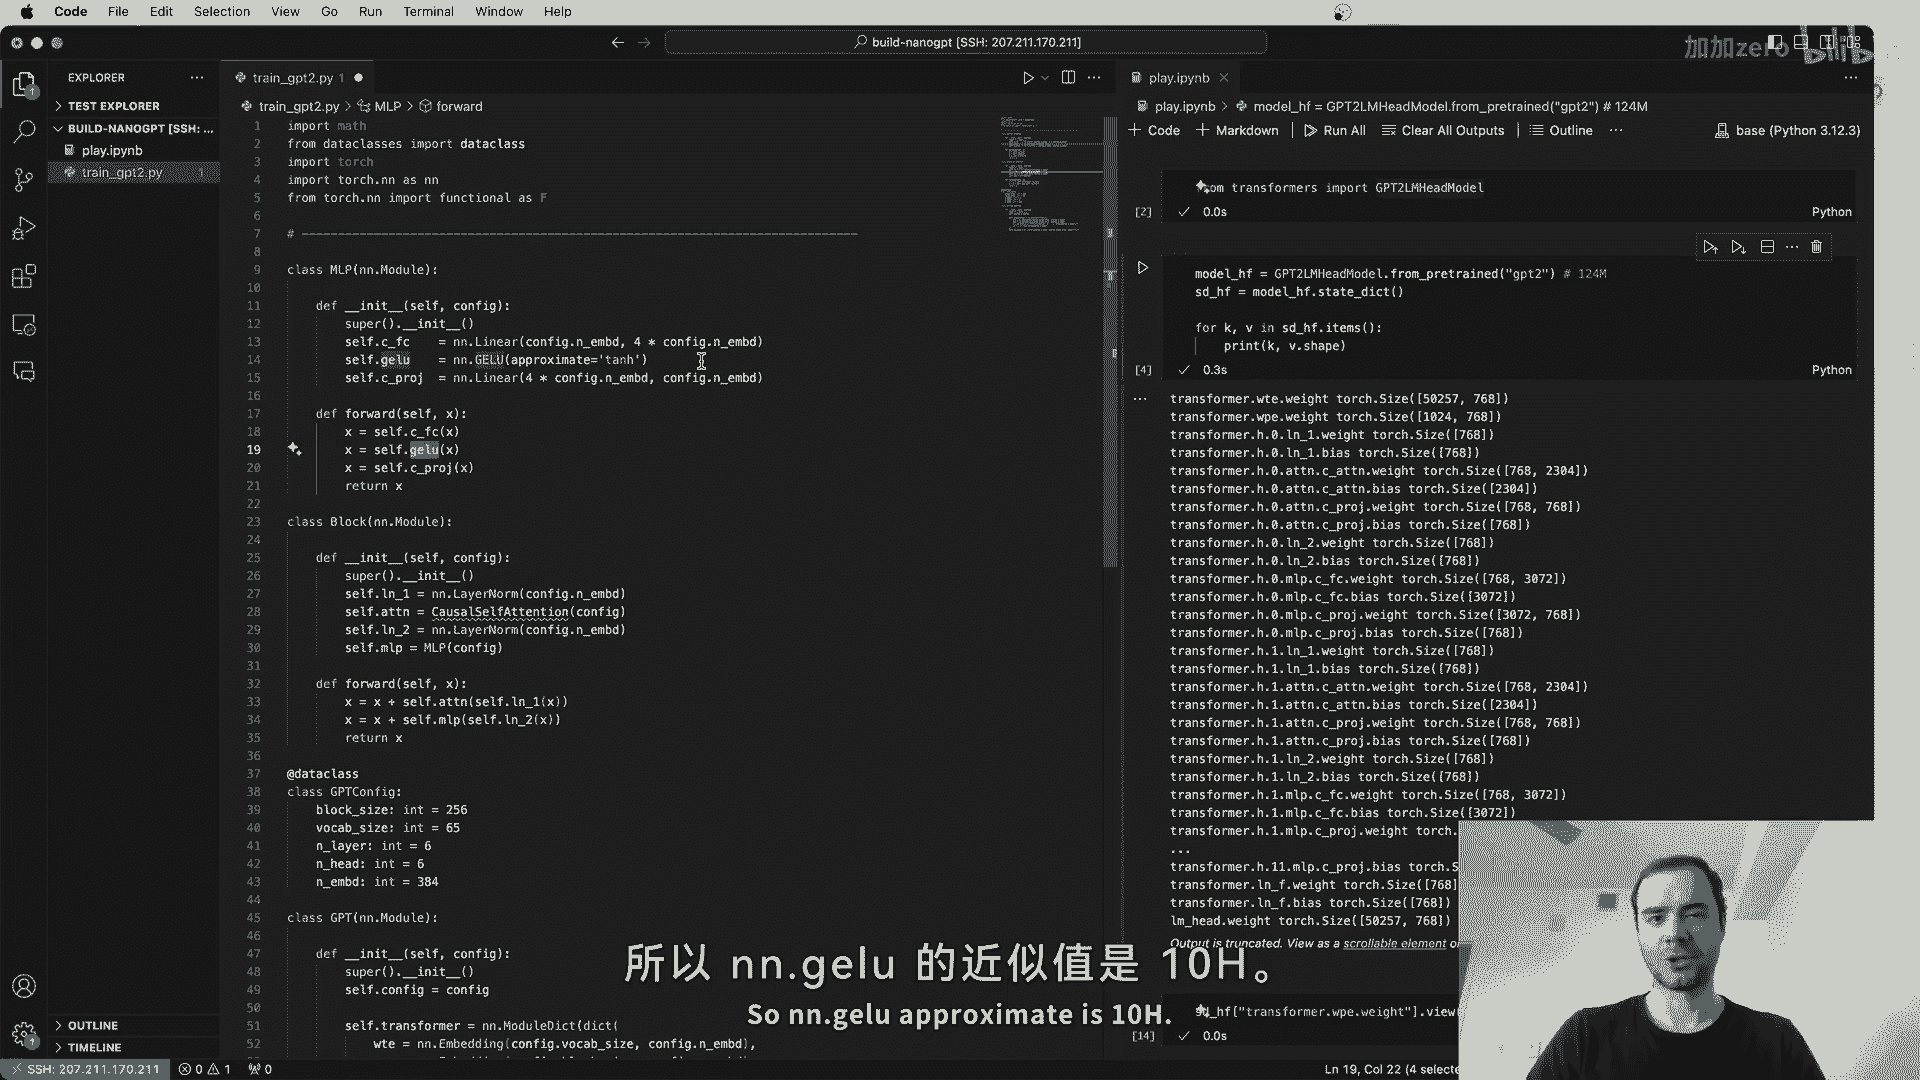 Code File Edit Selection View Go Run Terminal Window Help
build-nanogpt [SSH: 207.211.170.211]
加加zero bilib
EXPLORER
TEST EXPLORER
BUILD-NANOGPT [SSH: ...
play.ipynb
train_gpt2.py 1
OUTLINE
TIMELINE
train_gpt2.py 1
train_gpt2.py > MLP > forward
1 import math
2 from dataclasses import dataclass
3 import torch
4 import torch.nn as nn
5 from torch.nn import functional as F
6
7 # -----------------------------------------------------------------------------
8
9 class MLP(nn.Module):
10
11 def __init__(self, config):
12 super().__init__()
13 self.c_fc = nn.Linear(config.n_embd, 4 * config.n_embd)
14 self.gelu = nn.GELU(approximate='tanh')
15 self.c_proj = nn.Linear(4 * config.n_embd, config.n_embd)
16
17 def forward(self, x):
18 x = self.c_fc(x)
19 x = self.gelu(x)
20 x = self.c_proj(x)
21 return x
22
23 class Block(nn.Module):
24
25 def __init__(self, config):
26 super().__init__()
27 self.ln_1 = nn.LayerNorm(config.n_embd)
28 self.attn = CausalSelfAttention(config)
29 self.ln_2 = nn.LayerNorm(config.n_embd)
30 self.mlp = MLP(config)
31
32 def forward(self, x):
33 x = x + self.attn(self.ln_1(x))
34 x = x + self.mlp(self.ln_2(x))
35 return x
36
37 @dataclass
38 class GPTConfig:
39 block_size: int = 256
40 vocab_size: int = 65
41 n_layer: int = 6
42 n_head: int = 6
43 n_embd: int = 384
44
45 class GPT(nn.Module):
46
47 def __init__(self, config):
48 super().__init__()
49 self.config = config
50
51 self.transformer = nn.ModuleDict(dict(
52 wte = nn.Embedding(config.vocab_size, config.n_embd),
play.ipynb
play.ipynb > model_hf = GPT2LMHeadModel.from_pretrained("gpt2") # 124M
Code Markdown Run All Clear All Outputs Outline ... base (Python 3.12.3)
om transformers import GPT2LMHeadModel
[2] 0.0s Python
model_hf = GPT2LMHeadModel.from_pretrained("gpt2") # 124M
sd_hf = model_hf.state_dict()
for k, v in sd_hf.items():
print(k, v.shape)
[4] 0.3s Python
transformer.wte.weight torch.Size([50257, 768])
transformer.wpe.weight torch.Size([1024, 768])
transformer.h.0.ln_1.weight torch.Size([768])
transformer.h.0.ln_1.bias torch.Size([768])
transformer.h.0.attn.c_attn.weight torch.Size([768, 2304])
transformer.h.0.attn.c_attn.bias torch.Size([2304])
transformer.h.0.attn.c_proj.weight torch.Size([768, 768])
transformer.h.0.attn.c_proj.bias torch.Size([768])
transformer.h.0.ln_2.weight torch.Size([768])
transformer.h.0.ln_2.bias torch.Size([768])
transformer.h.0.mlp.c_fc.weight torch.Size([768, 3072])
transformer.h.0.mlp.c_fc.bias torch.Size([3072])
transformer.h.0.mlp.c_proj.weight torch.Size([3072, 768])
transformer.h.0.mlp.c_proj.bias torch.Size([768])
transformer.h.1.ln_1.weight torch.Size([768])
transformer.h.1.ln_1.bias torch.Size([768])
transformer.h.1.attn.c_attn.weight torch.Size([768, 2304])
transformer.h.1.attn.c_attn.bias torch.Size([2304])
transformer.h.1.attn.c_proj.weight torch.Size([768, 768])
transformer.h.1.attn.c_proj.bias torch.Size([768])
transformer.h.1.ln_2.weight torch.Size([768])
transformer.h.1.ln_2.bias torch.Size([768])
transformer.h.1.mlp.c_fc.weight torch.Size([768, 3072])
transformer.h.1.mlp.c_fc.bias torch.Size([3072])
transformer.h.1.mlp.c_proj.weight torch.
...
transformer.h.11.mlp.c_proj.bias torch.S
transformer.ln_f.weight torch.Size([768]
transformer.ln_f.bias torch.Size([768])
lm_head.weight torch.Size([50257, 768])
Output is truncated. View as a scrollable element o
_hf["transformer.wpe.weight"].view(
[14] 0.0s
所以 nn.gelu 的近似值是 10H。
So nn.gelu approximate is 10H.
SSH: 207.211.170.211 0 1 0
Ln 19, Col 22 (4 selecte